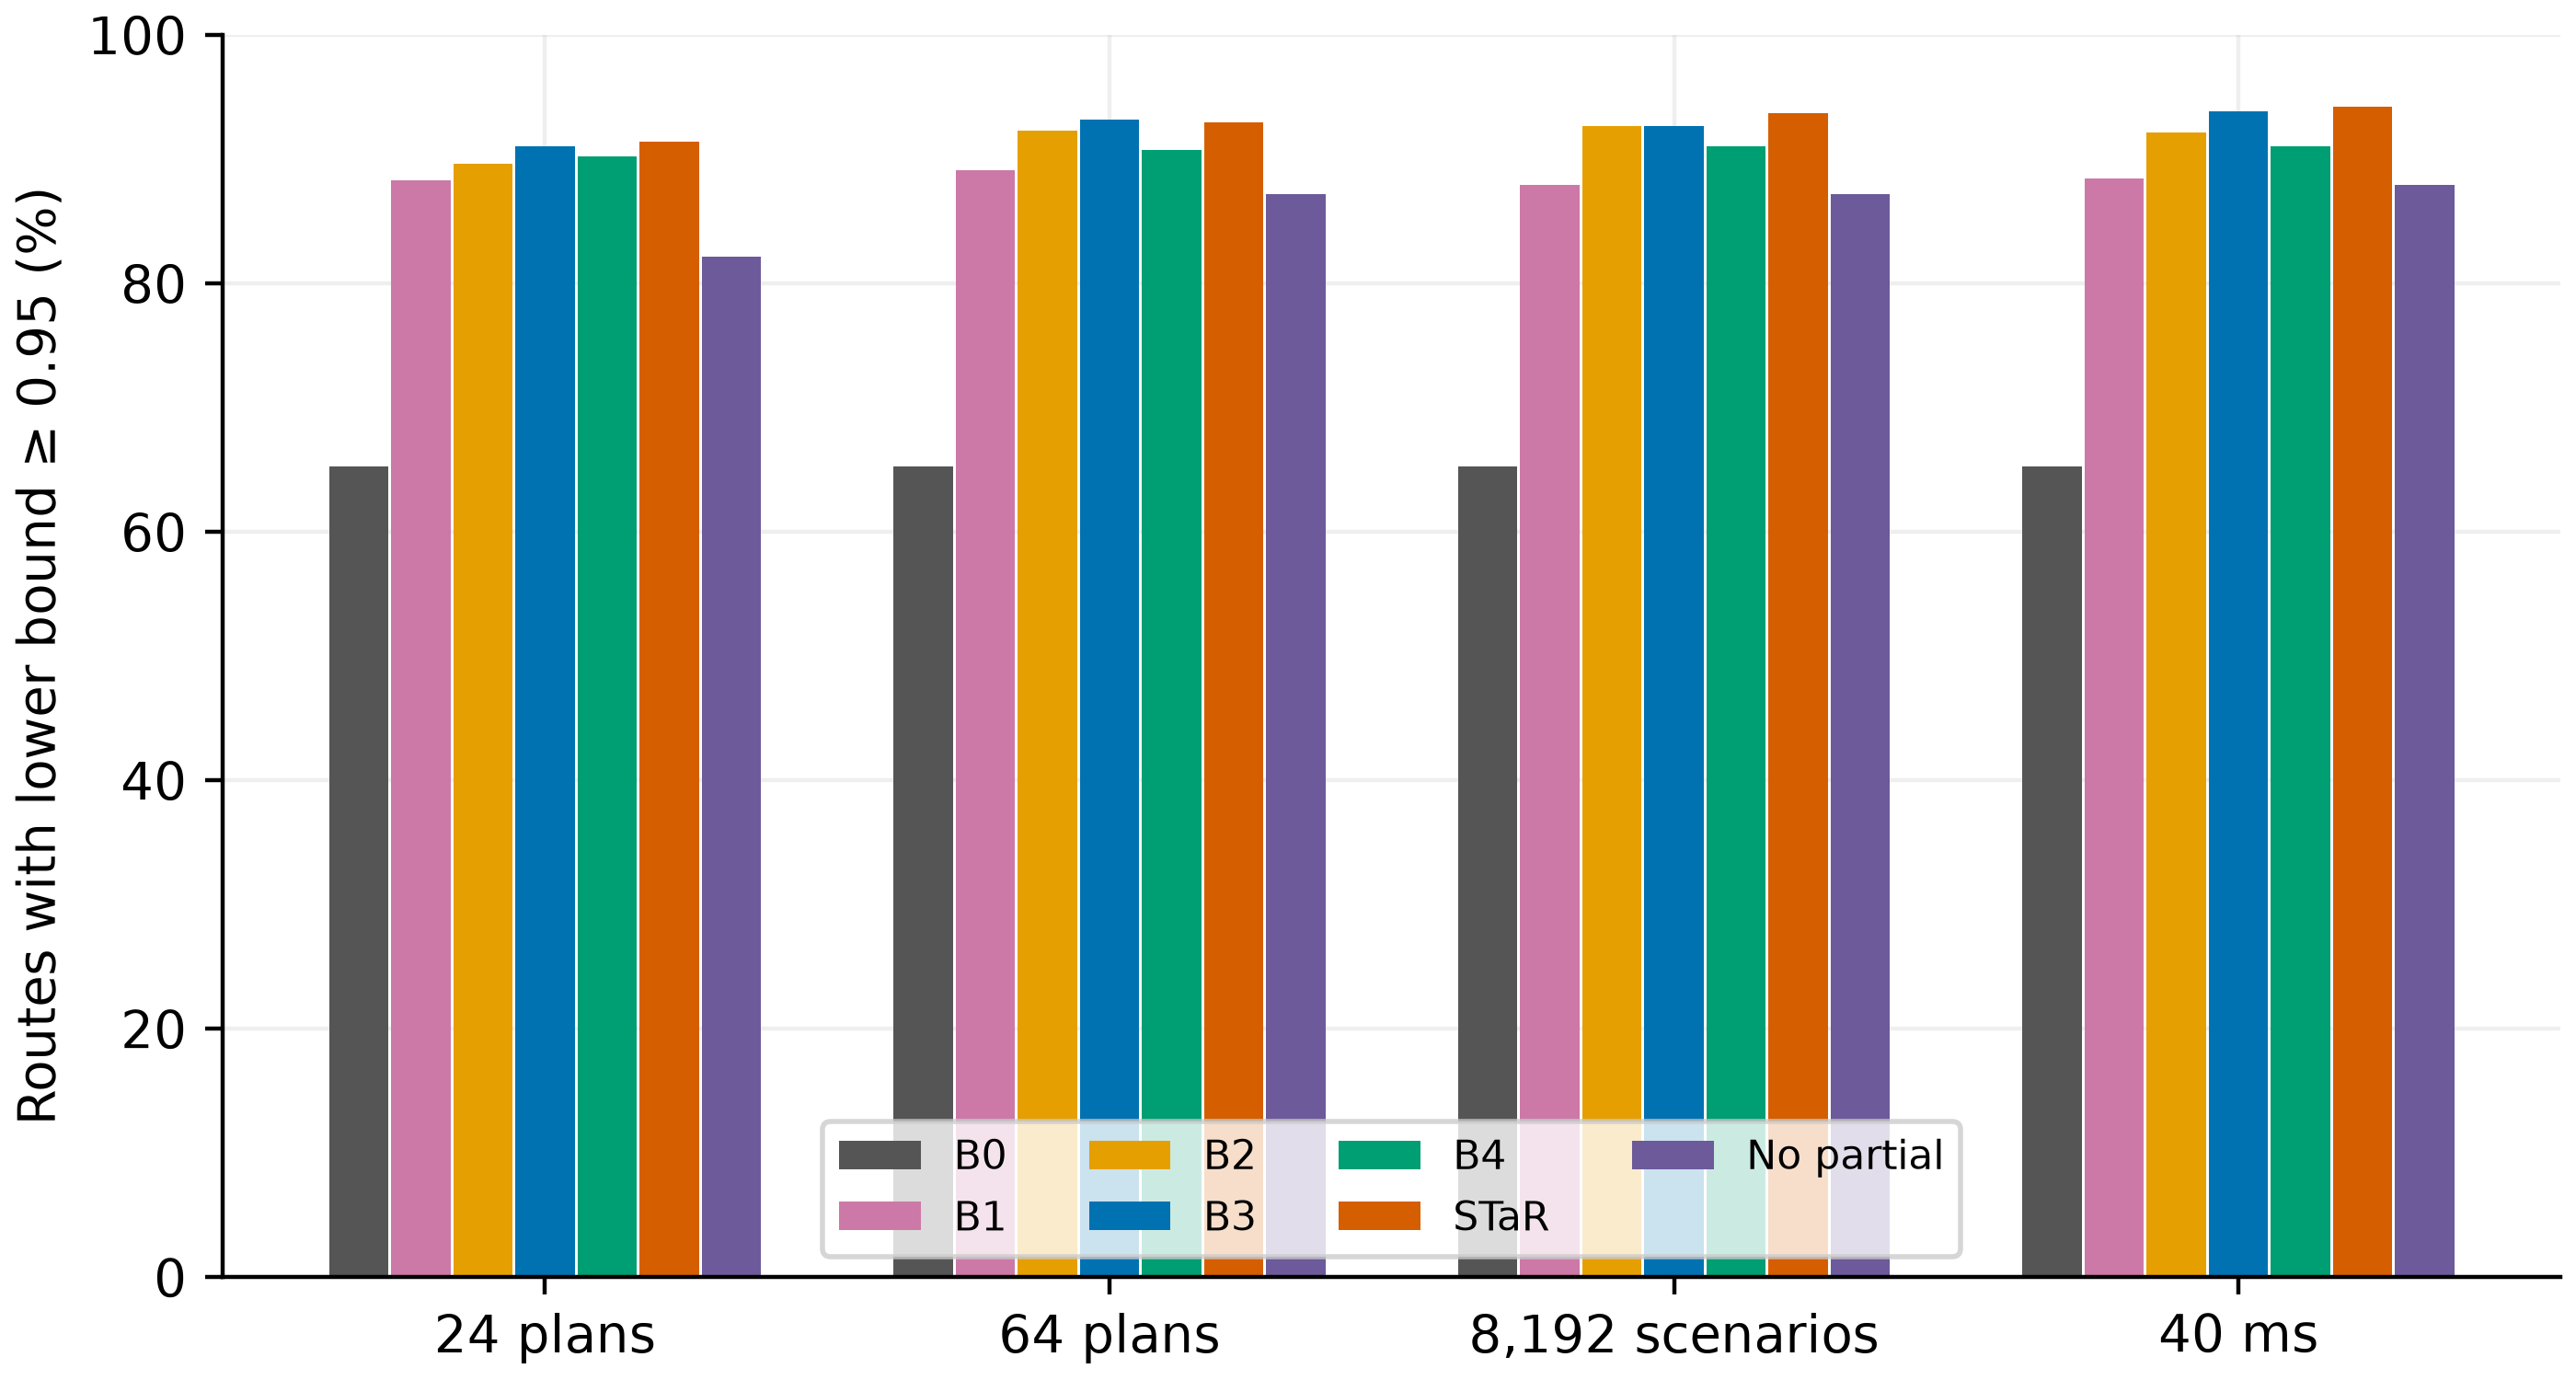 Routes with lower bound ≥ 0.95 (%)
100
80
60
40
20
0
B0
B2
B4
No partial
B1
B3
STaR
24 plans
64 plans
8,192 scenarios
40 ms